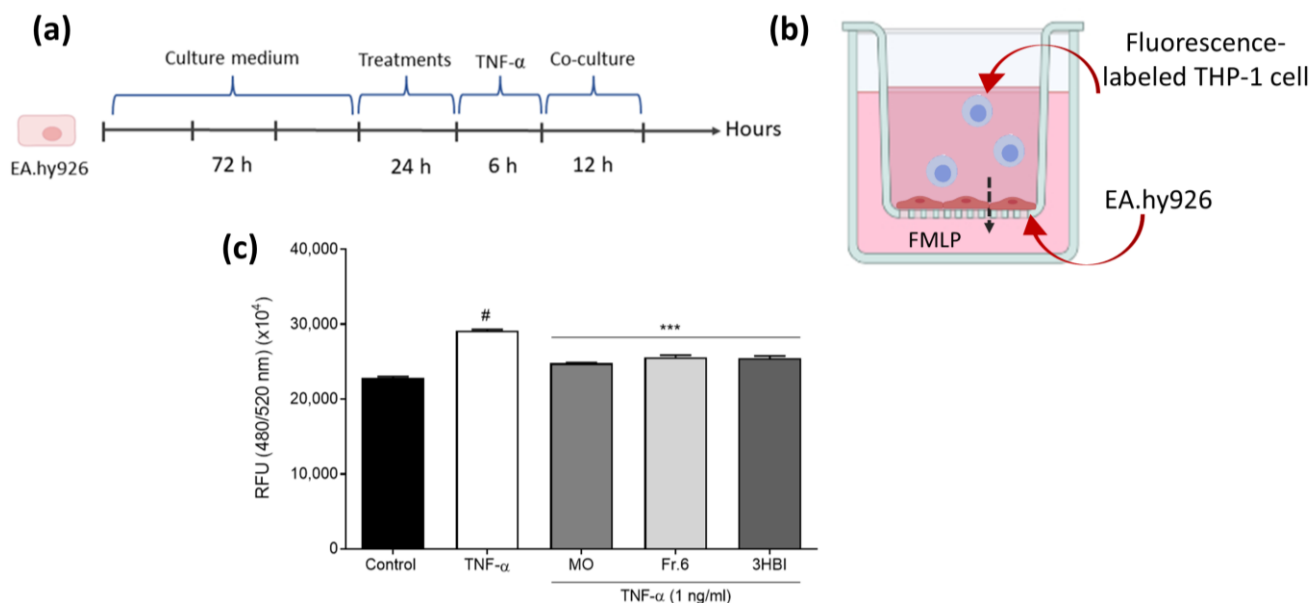 (a)
Culture medium
Treatments
TNF-α
Co-culture
Hours
EA.hy926
72 h
24 h
6 h
12 h
(b)
Fluorescence-
labeled THP-1 cell
EA.hy926
FMLP
(c)
RFU (480/520 nm) (x10⁴)
40,000
30,000
20,000
10,000
0
#
***
Control
TNF-α
MO
Fr.6
3HBI
TNF-α (1 ng/ml)